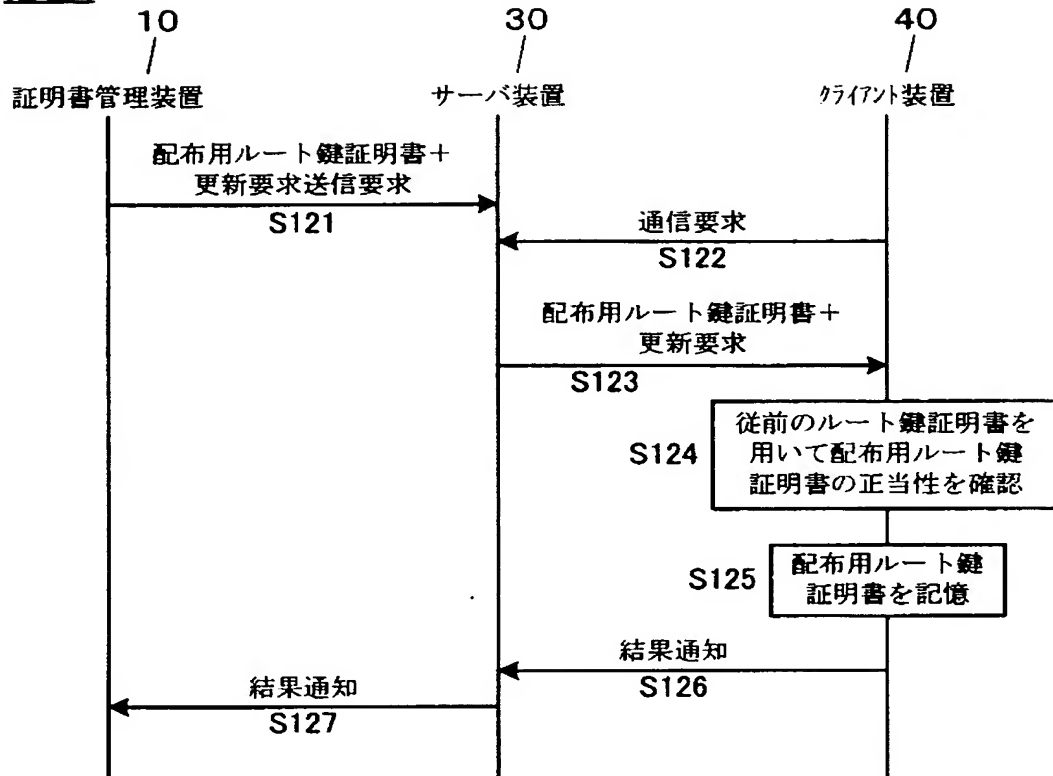 10
30
40
証明書管理装置
サーバ装置
クライアント装置
配布用ルート鍵証明書+
更新要求送信要求
S121
通信要求
S122
配布用ルート鍵証明書+
更新要求
S123
S124
従前のルート鍵証明書を
用いて配布用ルート鍵
証明書の正当性を確認
S125
配布用ルート鍵
証明書を記憶
結果通知
S126
結果通知
S127